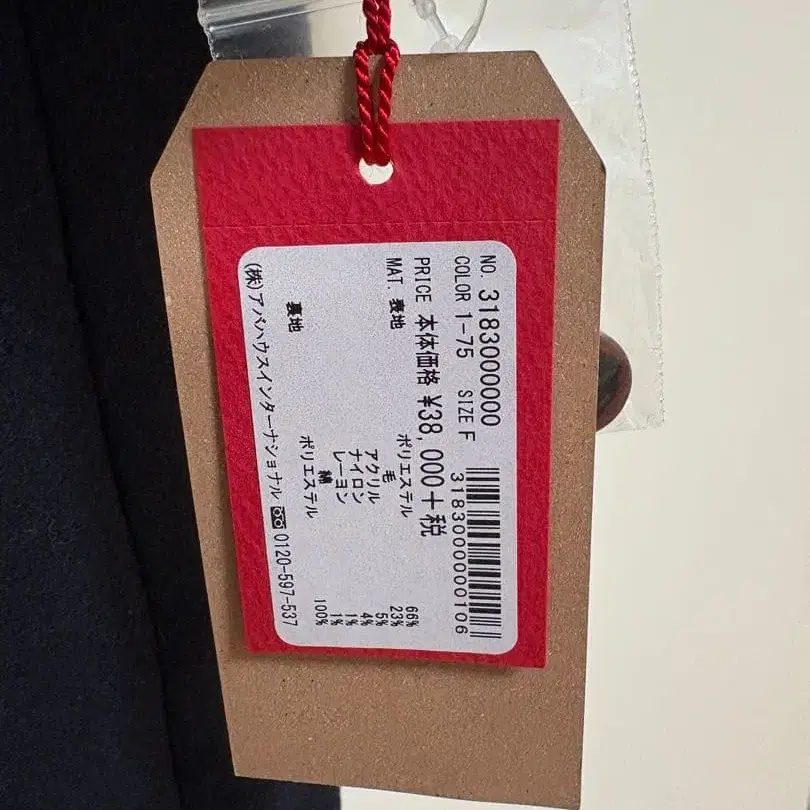 NO. 3183000000
COLOR 1-75 SIZE F
3183000000106
PRICE 本体価格 ¥38,000+税
MAT. 表地 ポリエステル 66%
毛 23%
アクリル 5%
ナイロン 4%
レーヨン 1%
綿 1%
裏地 ポリエステル 100%
(株)アバハウスインターナショナル 0120-597-537